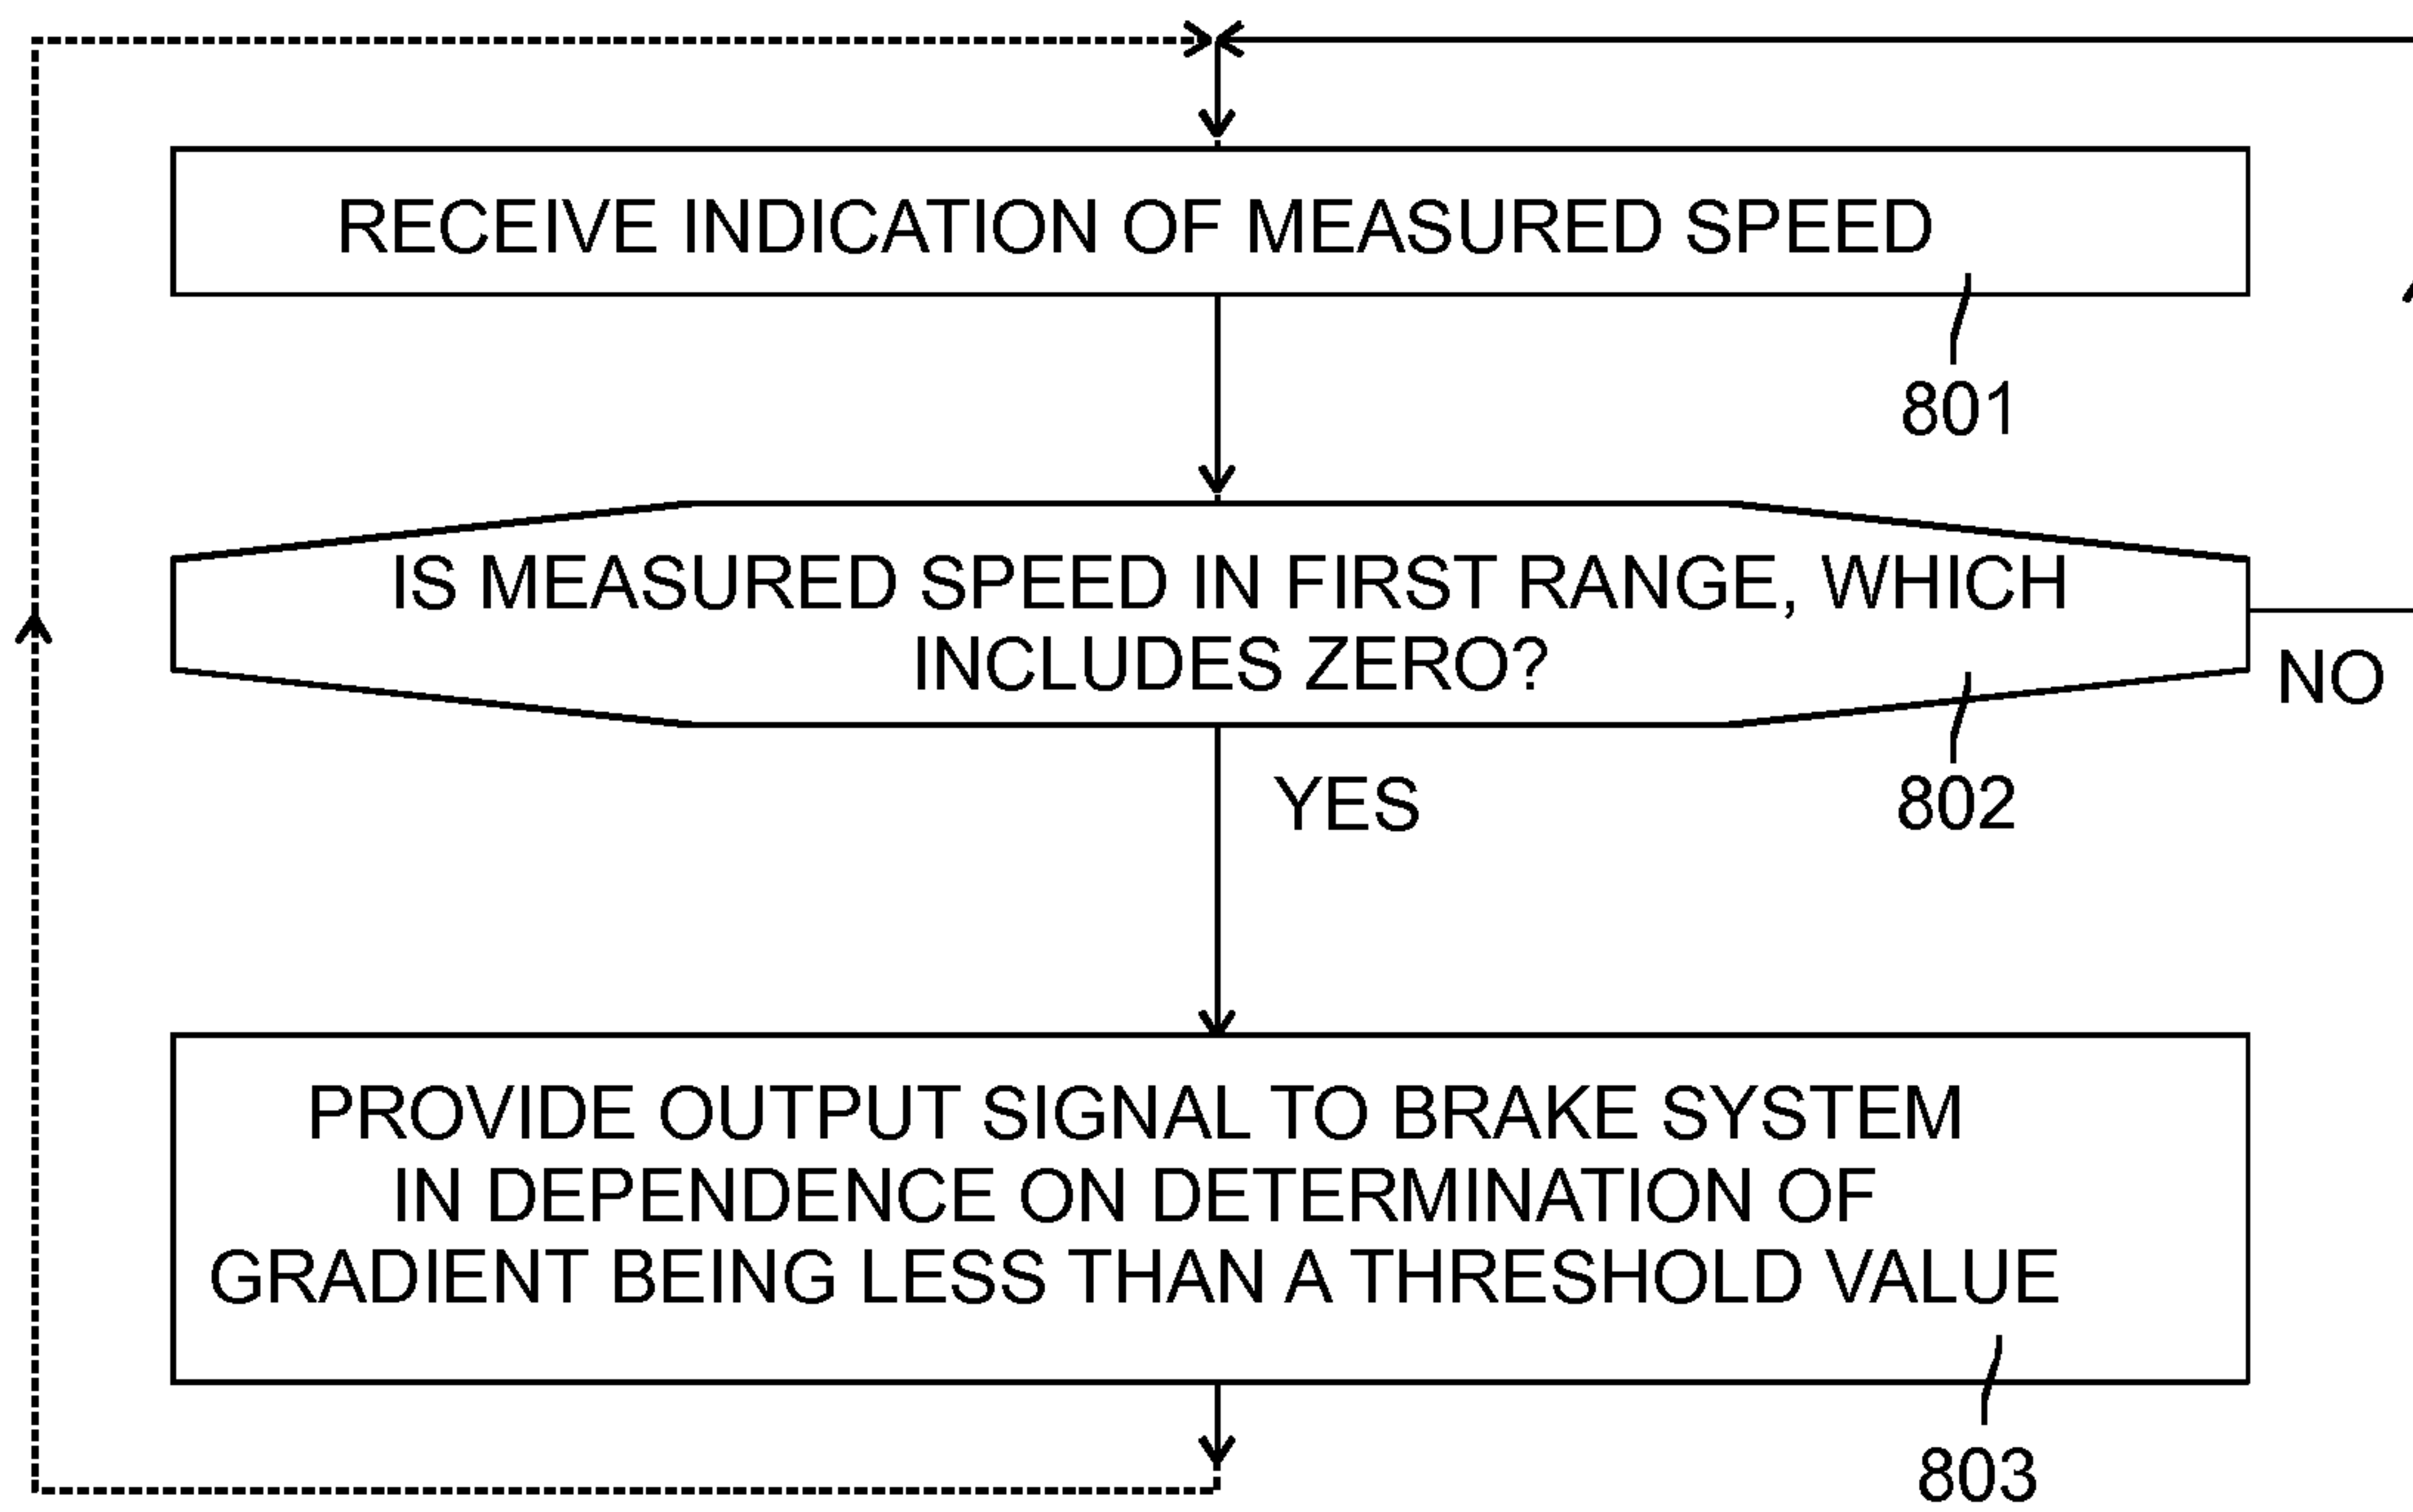 RECEIVE INDICATION OF MEASURED SPEED
801
IS MEASURED SPEED IN FIRST RANGE, WHICH
INCLUDES ZERO?
NO
802
YES
PROVIDE OUTPUT SIGNAL TO BRAKE SYSTEM
IN DEPENDENCE ON DETERMINATION OF
GRADIENT BEING LESS THAN A THRESHOLD VALUE
803